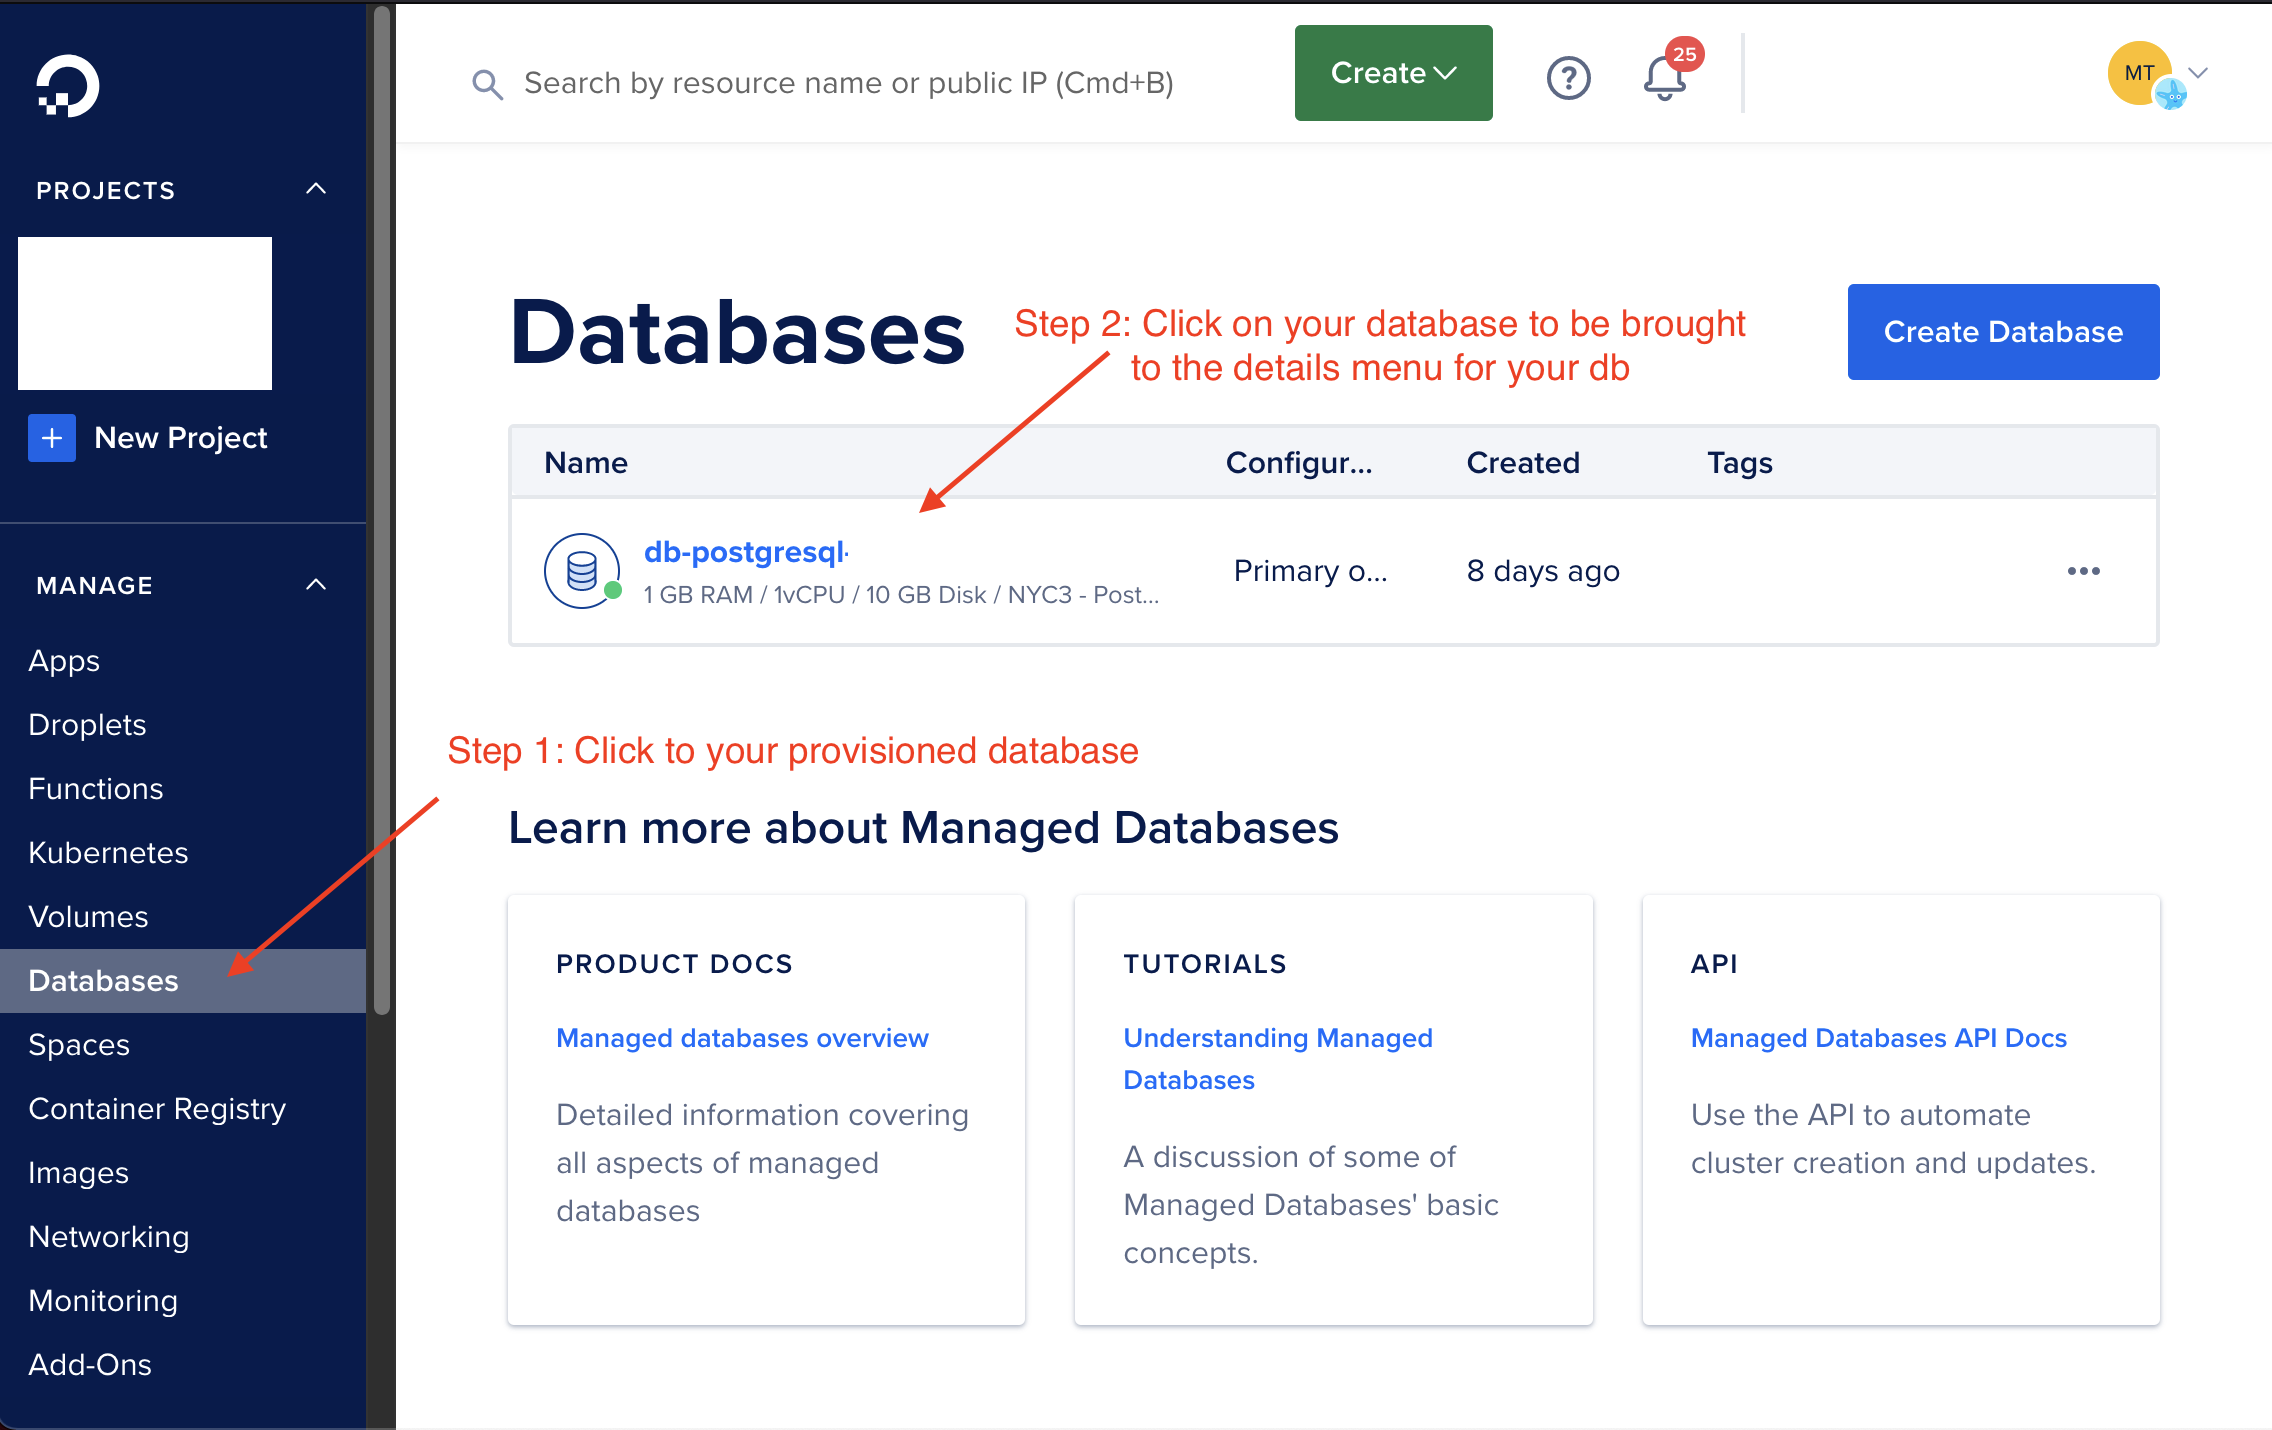 Search by resource name or public IP (Cmd+B)
Create
25
MT
PROJECTS
New Project
MANAGE
Apps
Droplets
Functions
Kubernetes
Volumes
Databases
Spaces
Container Registry
Images
Networking
Monitoring
Add-Ons
Databases
Step 2: Click on your database to be brought
to the details menu for your db
Create Database
Name Configur... Created Tags
db-postgresql-
1 GB RAM / 1vCPU / 10 GB Disk / NYC3 - Post...
Primary o...
8 days ago
Step 1: Click to your provisioned database
Learn more about Managed Databases
PRODUCT DOCS
Managed databases overview
Detailed information covering
all aspects of managed
databases
TUTORIALS
Understanding Managed
Databases
A discussion of some of
Managed Databases' basic
concepts.
API
Managed Databases API Docs
Use the API to automate
cluster creation and updates.